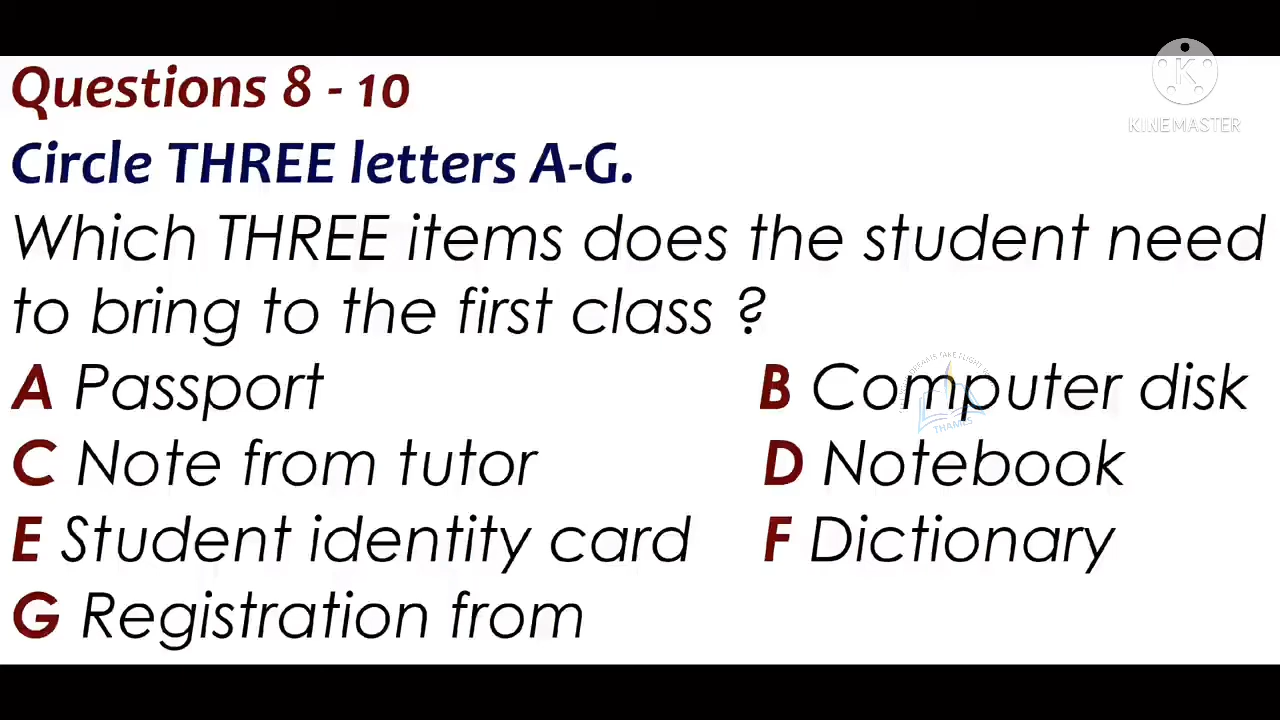 Questions 8 - 10
KINEMASTER
Circle THREE letters A-G.
Which THREE items does the student need
to bring to the first class ?
A Passport B Computer disk
C Note from tutor D Notebook
THAMES
E Student identity card F Dictionary
G Registration from